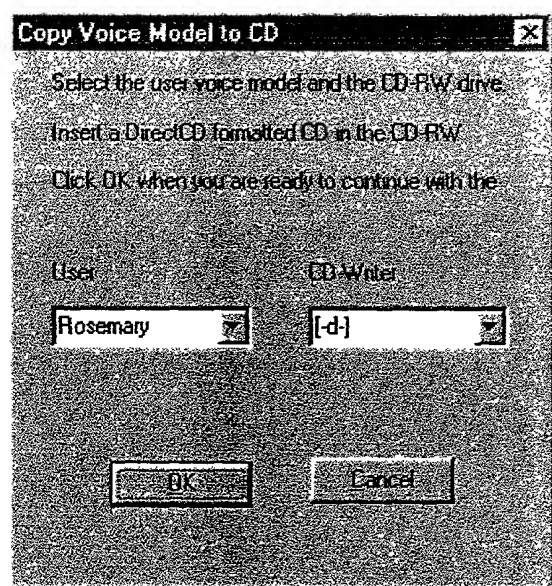 Copy Voice Model to CD
Select the user voice model and the CD-RW drive.
Insert a DirectCD formatted CD in the CD-RW
Click OK when you are ready to continue with the
User CD-Writer
Rosemary [-d-]
OK Cancel